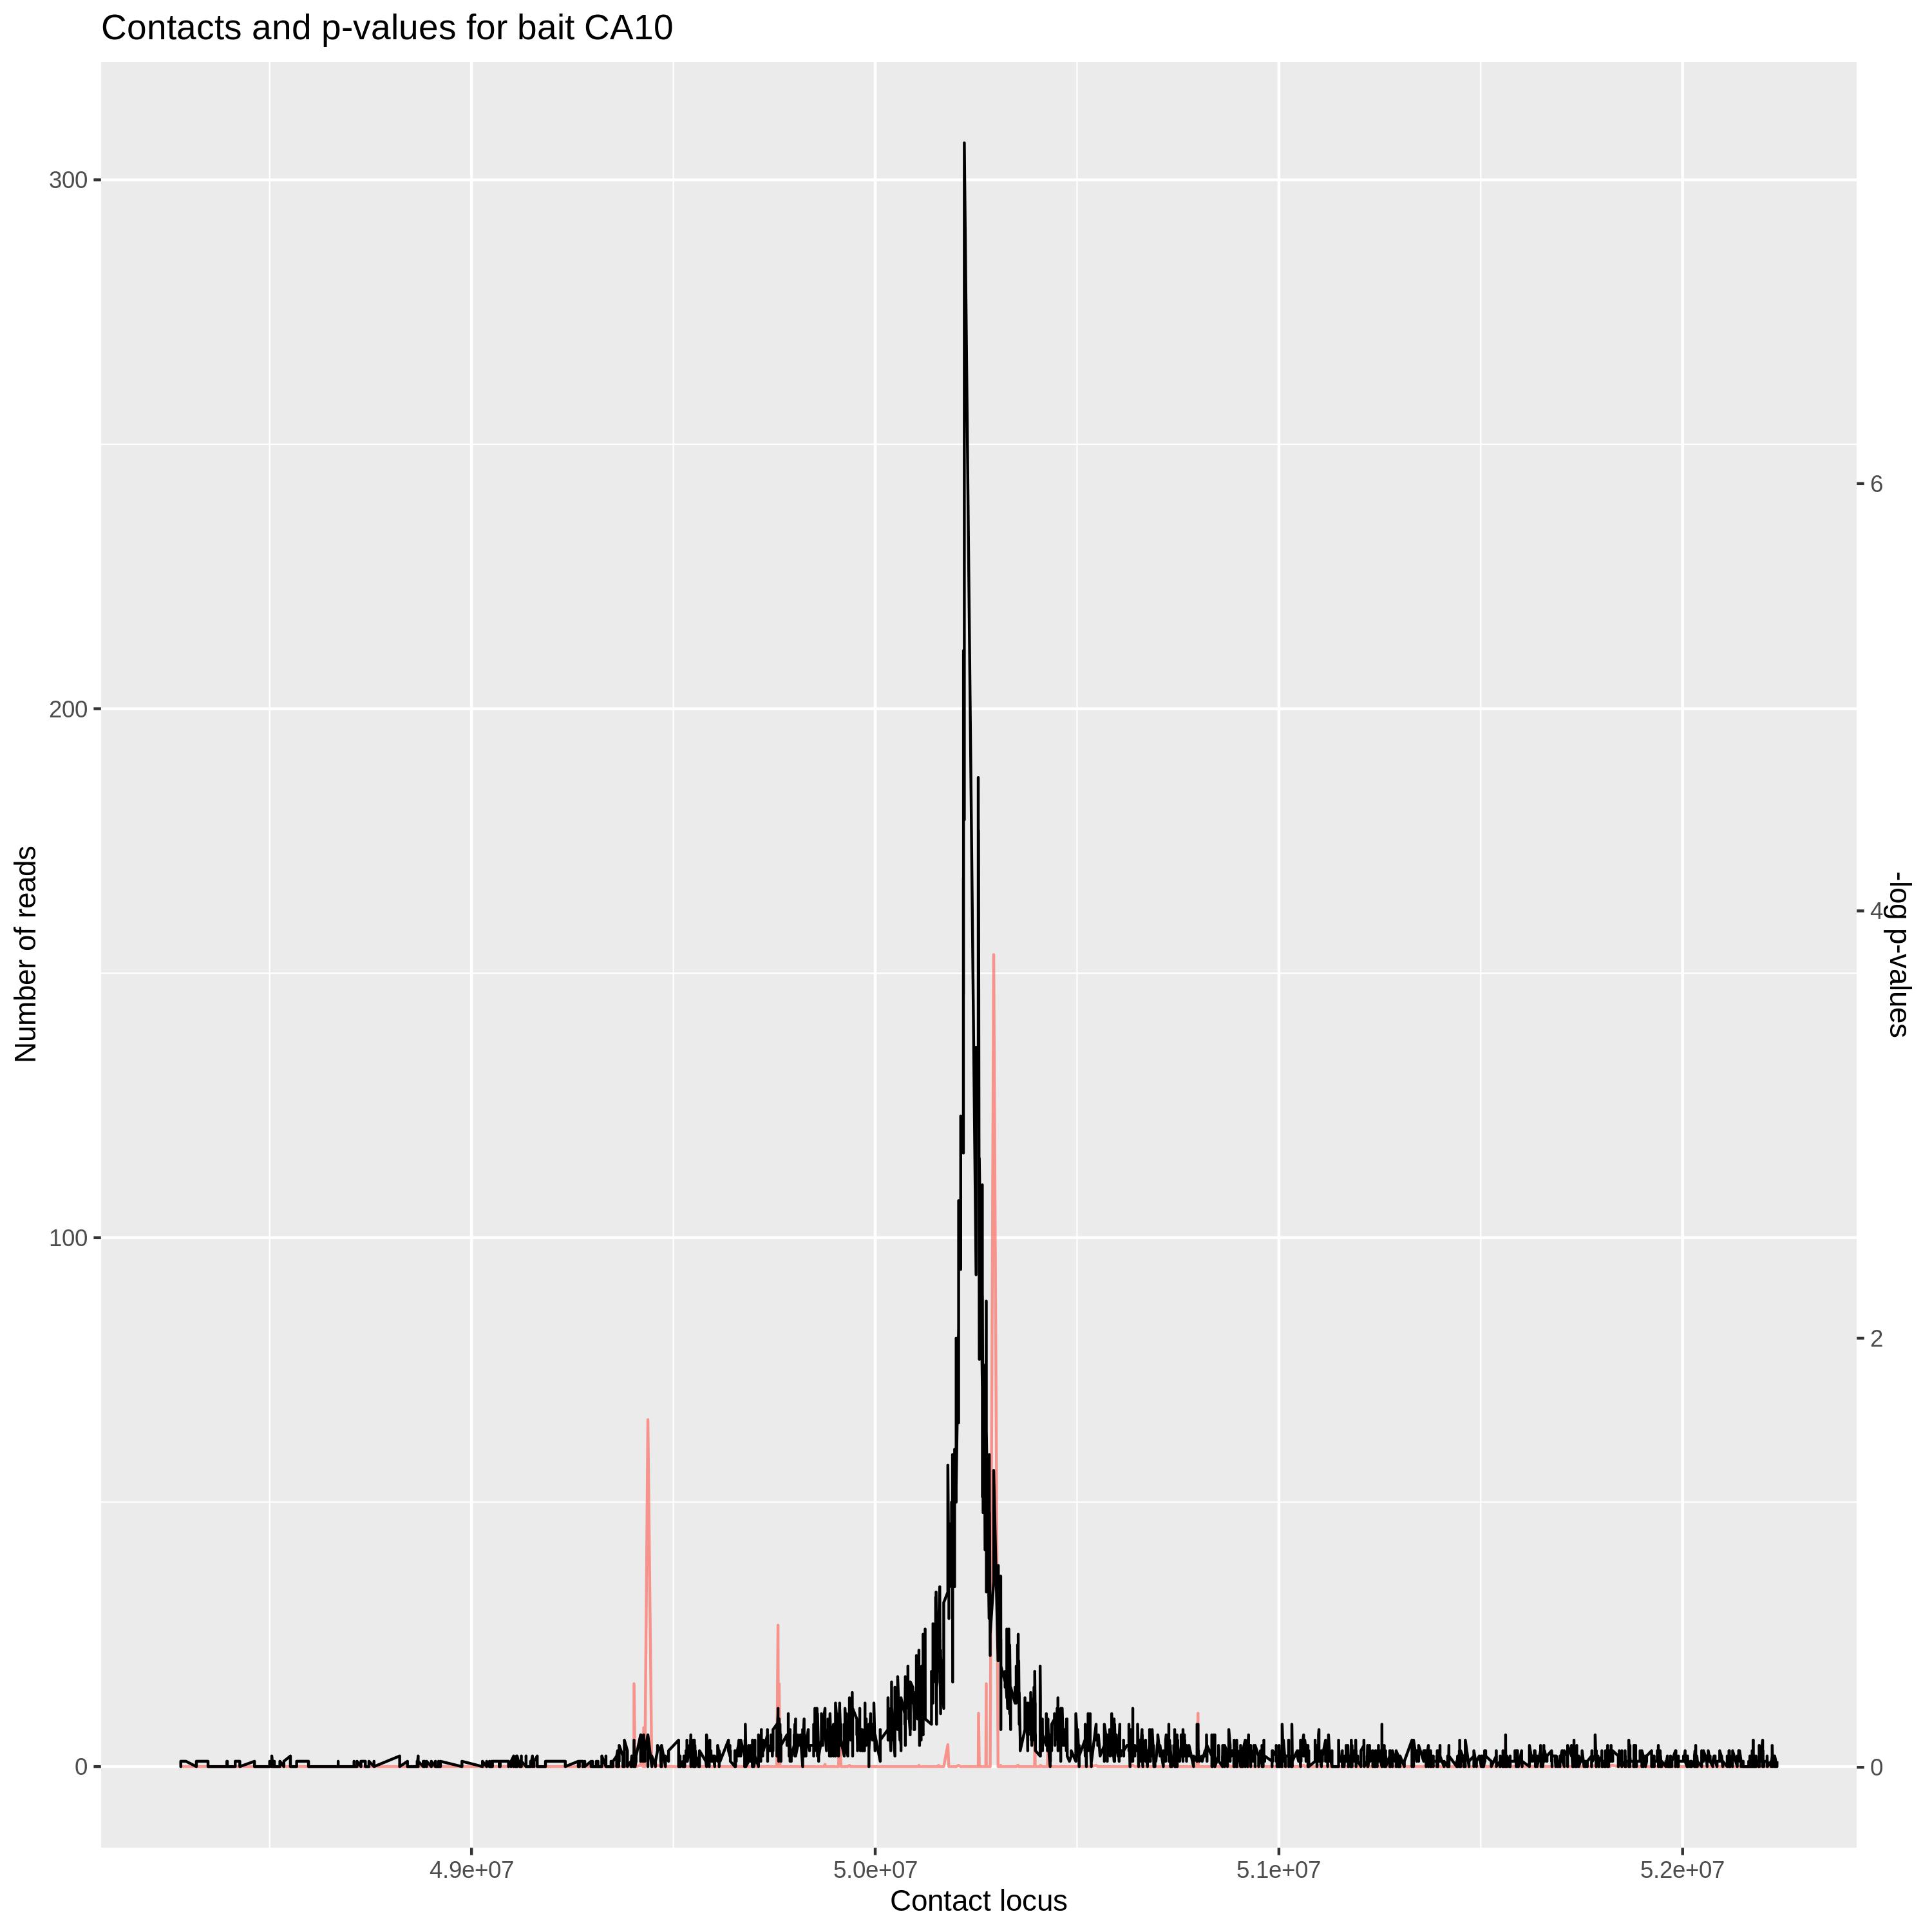 Contacts and p-values for bait CA10
300
200
100
0
Number of reads
6
4
2
0
-log p-values
4.9e+07
5.0e+07
5.1e+07
5.2e+07
Contact locus